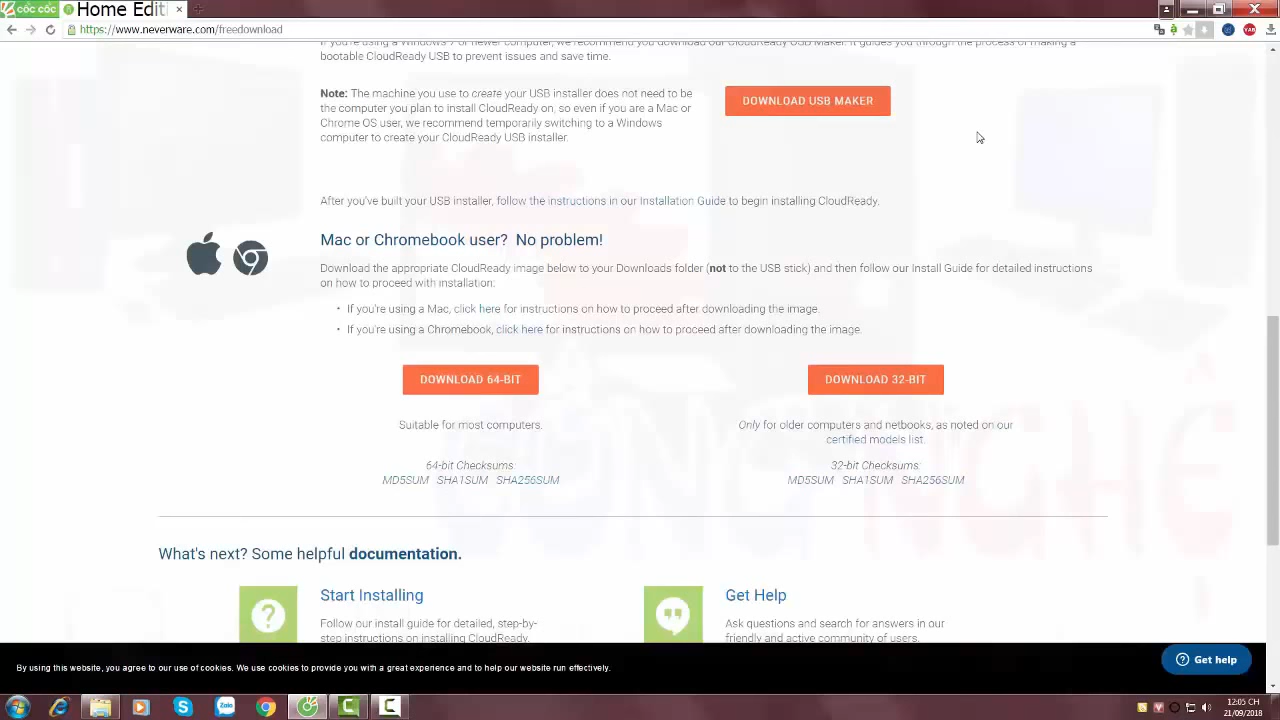 cốc cốc
Home Edit
https://www.neverware.com/freedownload
bootable CloudReady USB to prevent issues and save time.
Note: The machine you use to create your USB installer does not need to be
the computer you plan to install CloudReady on, so even if you are a Mac or
Chrome OS user, we recommend temporarily switching to a Windows
computer to create your CloudReady USB installer.
DOWNLOAD USB MAKER
After you've built your USB installer, follow the instructions in our Installation Guide to begin installing CloudReady.
Mac or Chromebook user? No problem!
Download the appropriate CloudReady image below to your Downloads folder (not to the USB stick) and then follow our Install Guide for detailed instructions
on how to proceed with installation:
• If you're using a Mac, click here for instructions on how to proceed after downloading the image.
• If you're using a Chromebook, click here for instructions on how to proceed after downloading the image.
DOWNLOAD 64-BIT
Suitable for most computers.
64-bit Checksums:
MD5SUM SHA1SUM SHA256SUM
DOWNLOAD 32-BIT
Only for older computers and netbooks, as noted on our
certified models list.
32-bit Checksums:
MD5SUM SHA1SUM SHA256SUM
What's next? Some helpful documentation.
Start Installing
Follow our install guide for detailed, step-by-
step instructions on installing CloudReady.
Get Help
Ask questions and search for answers in our
friendly and active community of users.
By using this website, you agree to our use of cookies. We use cookies to provide you with a great experience and to help our website run effectively.
Get help
Zalo
12:05 CH
21/09/2018